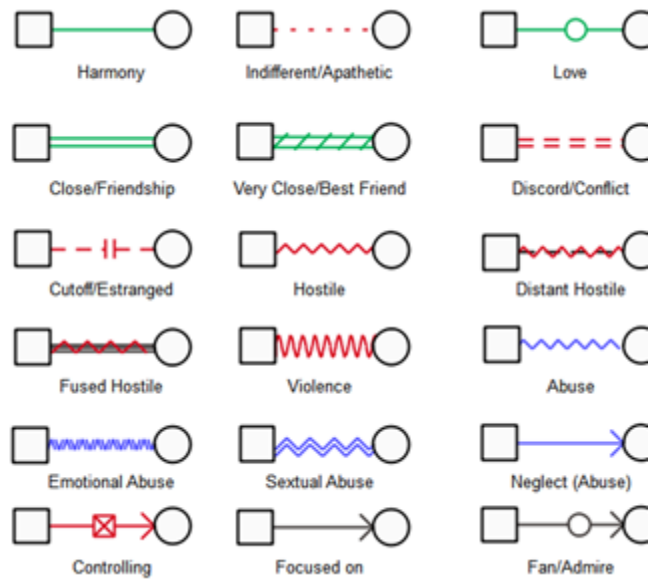 Harmony
Indifferent/Apathetic
Love
Close/Friendship
Very Close/Best Friend
Discord/Conflict
Cutoff/Estranged
Hostile
Distant Hostile
Fused Hostile
Violence
Abuse
Emotional Abuse
Sextual Abuse
Neglect (Abuse)
Controlling
Focused on
Fan/Admire